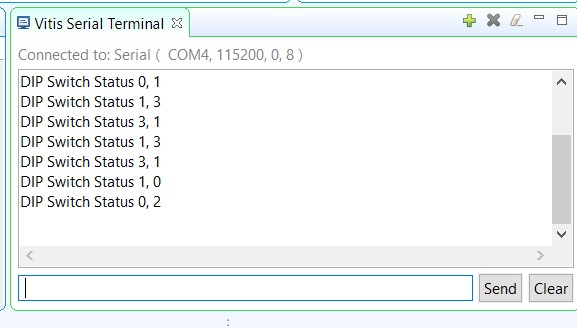 Vitis Serial Terminal
Connected to: Serial ( COM4, 115200, 0, 8 )
DIP Switch Status 0, 1
DIP Switch Status 1, 3
DIP Switch Status 3, 1
DIP Switch Status 1, 3
DIP Switch Status 3, 1
DIP Switch Status 1, 0
DIP Switch Status 0, 2
Send Clear